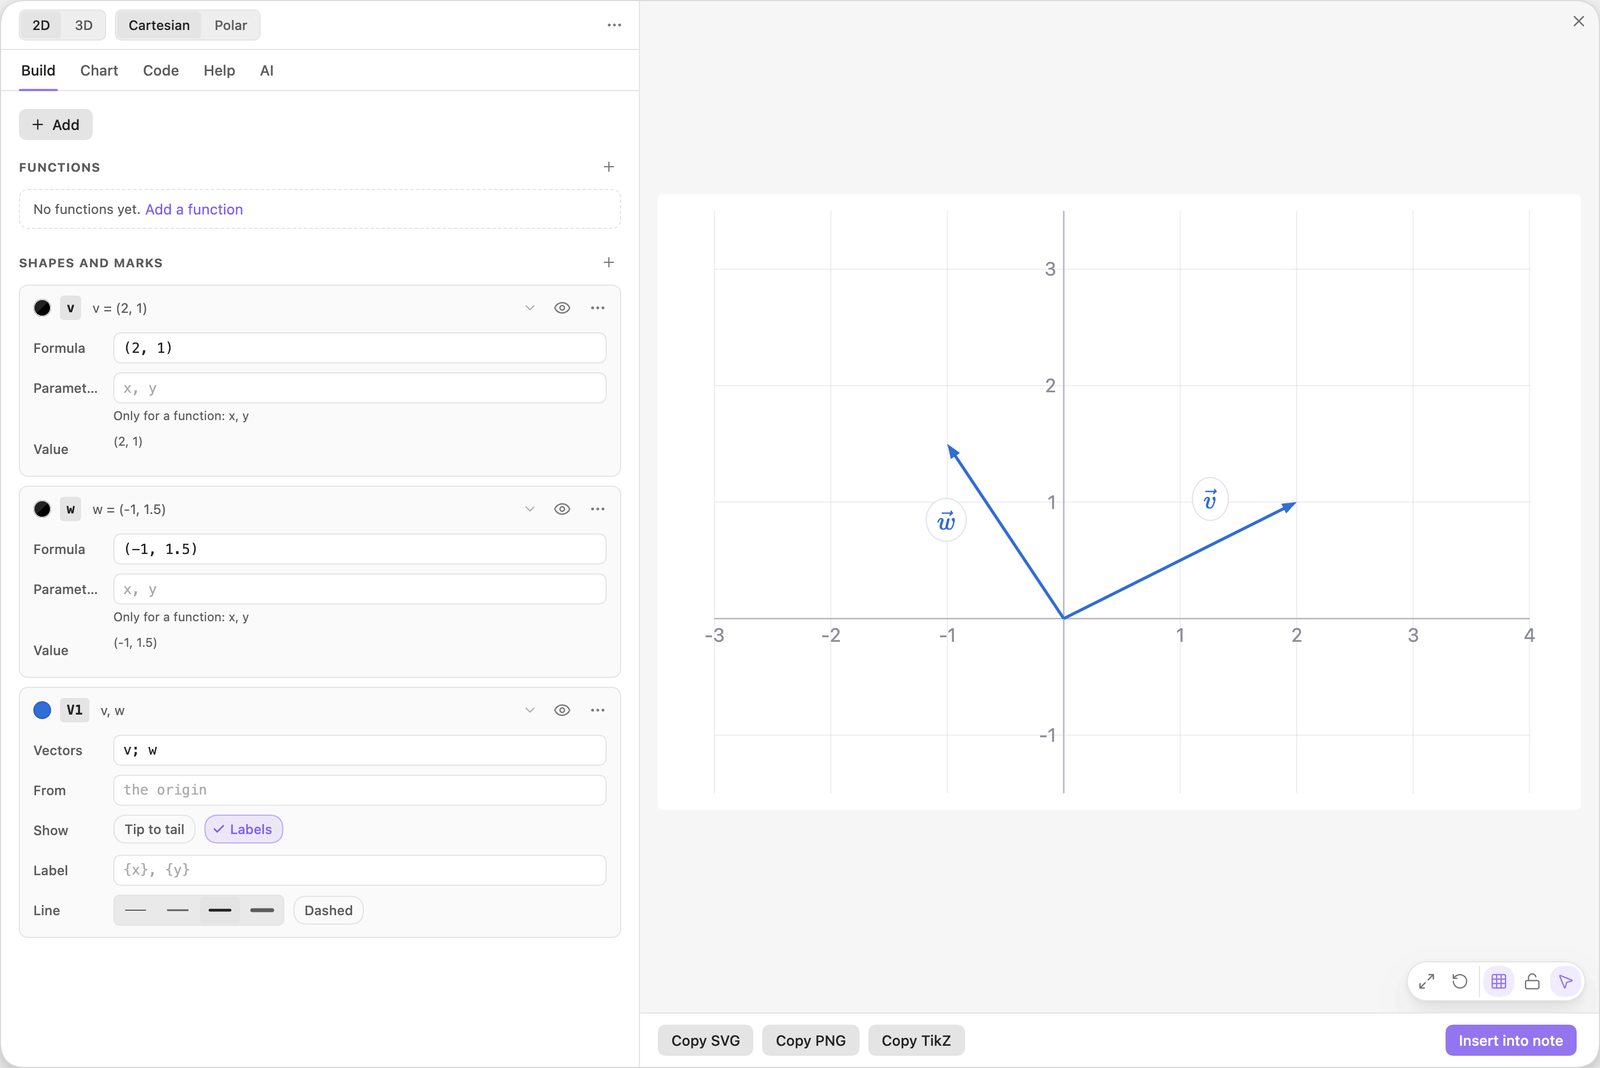 2D 3D Cartesian Polar
Build Chart Code Help AI
+ Add
FUNCTIONS
No functions yet. Add a function
SHAPES AND MARKS
v v = (2, 1)
Formula (2, 1)
Paramet... x, y
Only for a function: x, y
Value (2, 1)
w w = (-1, 1.5)
Formula (−1, 1.5)
Paramet... x, y
Only for a function: x, y
Value (-1, 1.5)
V1 v, w
Vectors v; w
From the origin
Show Tip to tail Labels
Label {x}, {y}
Line Dashed
3
2
1
-1
-3 -2 -1 1 2 3 4
w⃗
v⃗
Copy SVG Copy PNG Copy TikZ Insert into note